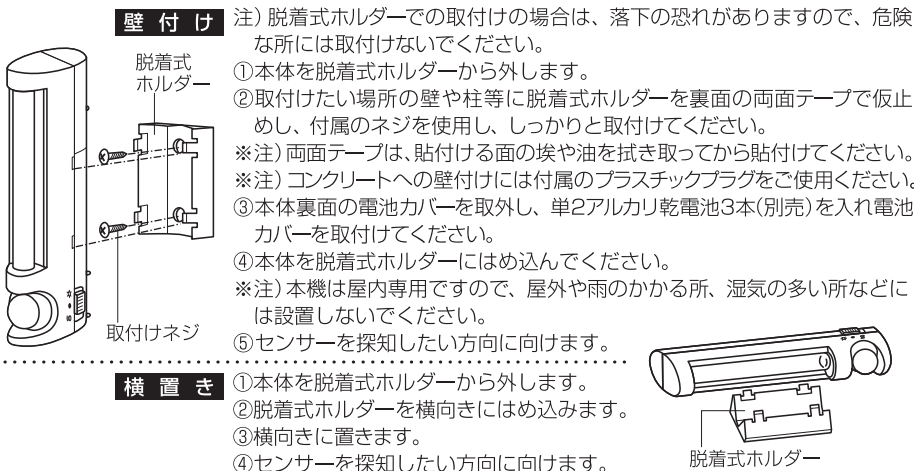 壁付け
注）脱着式ホルダーでの取付けの場合は、落下の恐れがありますので、危険
な所には取付けないでください。
脱着式
ホルダー
①本体を脱着式ホルダーから外します。
②取付けたい場所の壁や柱等に脱着式ホルダーを裏面の両面テープで仮止
めし、付属のネジを使用し、しっかりと取付けてください。
※注）両面テープは、貼付ける面の埃や油を拭き取ってから貼付けてください。
※注）コンクリートへの壁付けには付属のプラスチックプラグをご使用ください。
③本体裏面の電池カバーを取外し、単2アルカリ乾電池3本(別売)を入れ電池
カバーを取付けてください。
④本体を脱着式ホルダーにはめ込んでください。
※注）本機は屋内専用ですので、屋外や雨のかかる所、湿気の多い所などに
は設置しないでください。
取付けネジ
⑤センサーを探知したい方向に向けます。
横置き
①本体を脱着式ホルダーから外します。
②脱着式ホルダーを横向きにはめ込みます。
③横向きに置きます。
④センサーを探知したい方向に向けます。
脱着式ホルダー